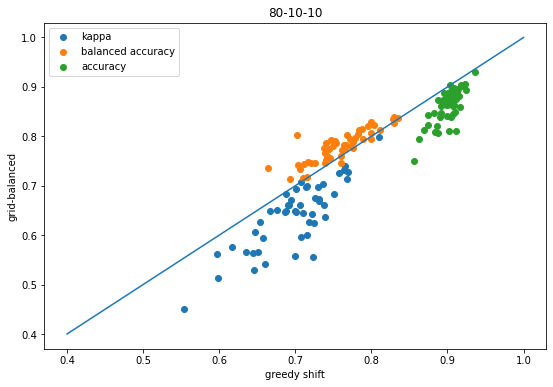 80-10-10
kappa
balanced accuracy
accuracy
1.0
0.9
0.8
0.7
0.6
0.5
0.4
grid-balanced
0.4 0.5 0.6 0.7 0.8 0.9 1.0
greedy shift